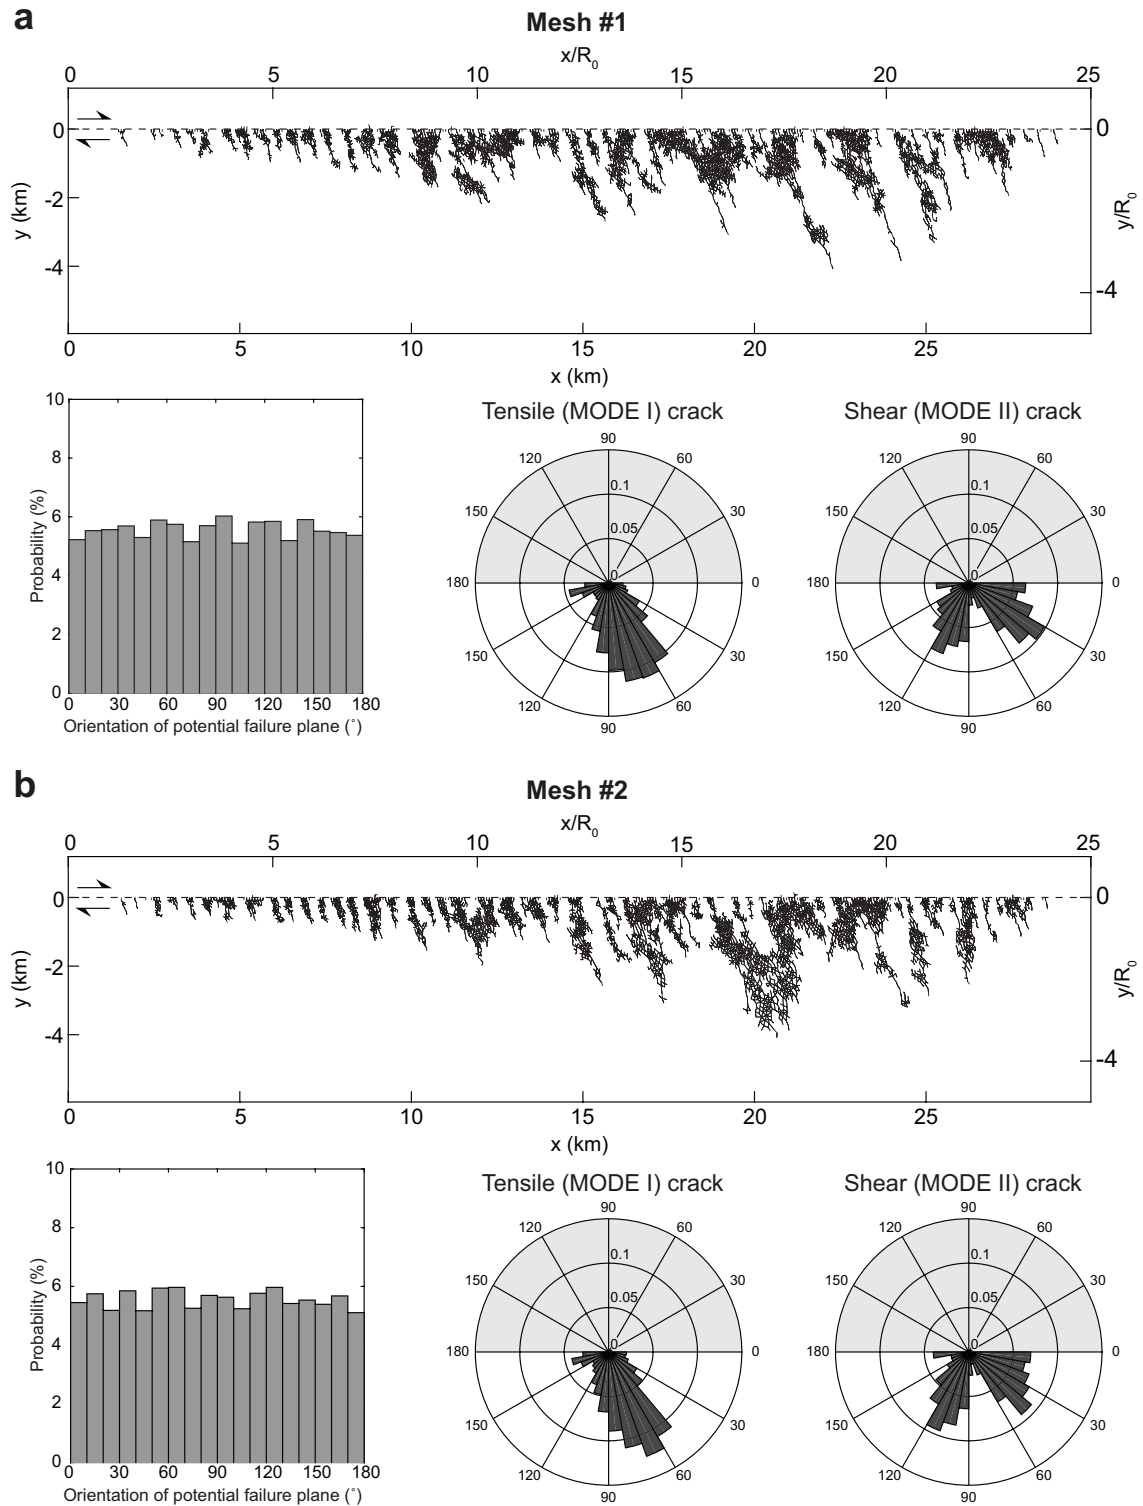 a
Mesh #1
x/R0
0 5 10 15 20 25
0
-2
-4
y (km)
0
-4
y/R0
0 5 10 15 20 25
x (km)
10
8
6
4
2
0
Probability (%)
0 30 60 90 120 150 180
Orientation of potential failure plane (°)
Tensile (MODE I) crack
90
120 60
0.1
150 30
0.05
0
180 0
150 30
120 60
90
Shear (MODE II) crack
90
120 60
0.1
150 30
0.05
0
180 0
150 30
120 60
90
b
Mesh #2
x/R0
0 5 10 15 20 25
0
-2
-4
y (km)
0
-4
y/R0
0 5 10 15 20 25
x (km)
10
8
6
4
2
0
Probability (%)
0 30 60 90 120 150 180
Orientation of potential failure plane (°)
Tensile (MODE I) crack
90
120 60
0.1
150 30
0.05
0
180 0
150 30
120 60
90
Shear (MODE II) crack
90
120 60
0.1
150 30
0.05
0
180 0
150 30
120 60
90